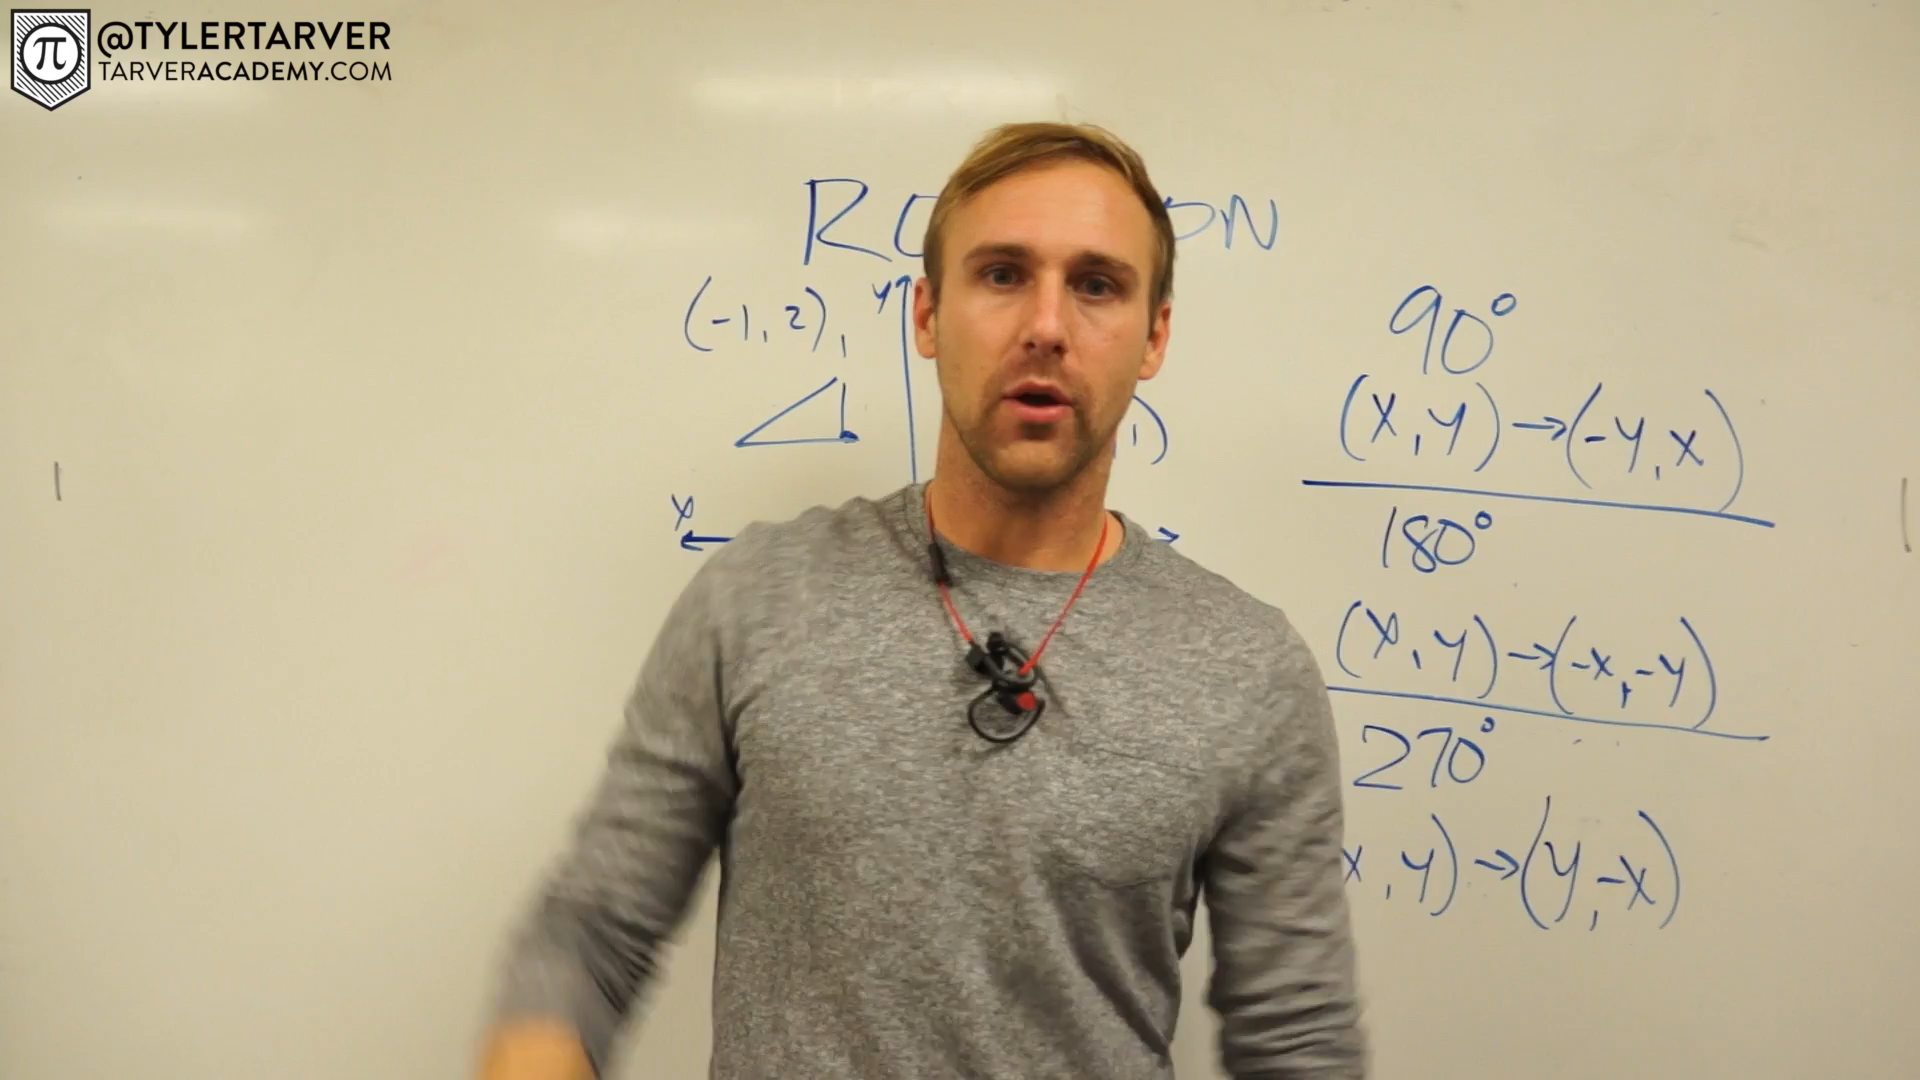 @TYLERTARVER
TARVERACADEMY.COM
(-1, 2)
y
x
90°
(x, y) → (-y, x)
180°
(x, y) → (-x, -y)
270°
x, y) → (y, -x)